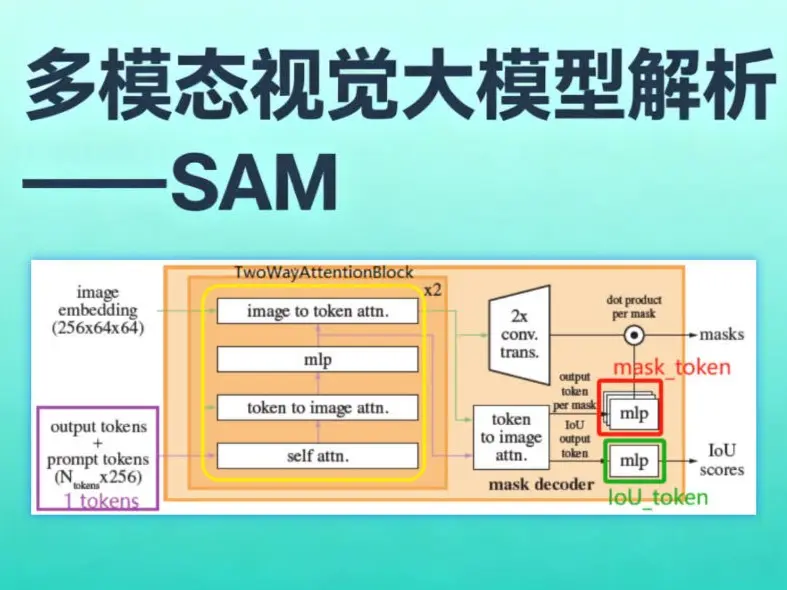 多模态视觉大模型解析
——SAM
TwoWayAttentionBlock
x2
image
embedding
(256x64x64)
image to token attn.
mlp
token to image attn.
self attn.
output tokens
+
prompt tokens
(Ntokensx256)
1 tokens
2x
conv.
trans.
dot product
per mask
masks
mask_token
output
token
per mask
mlp
token
to image
attn.
IoU
output
token
mlp
IoU
scores
mask decoder
IoU_token